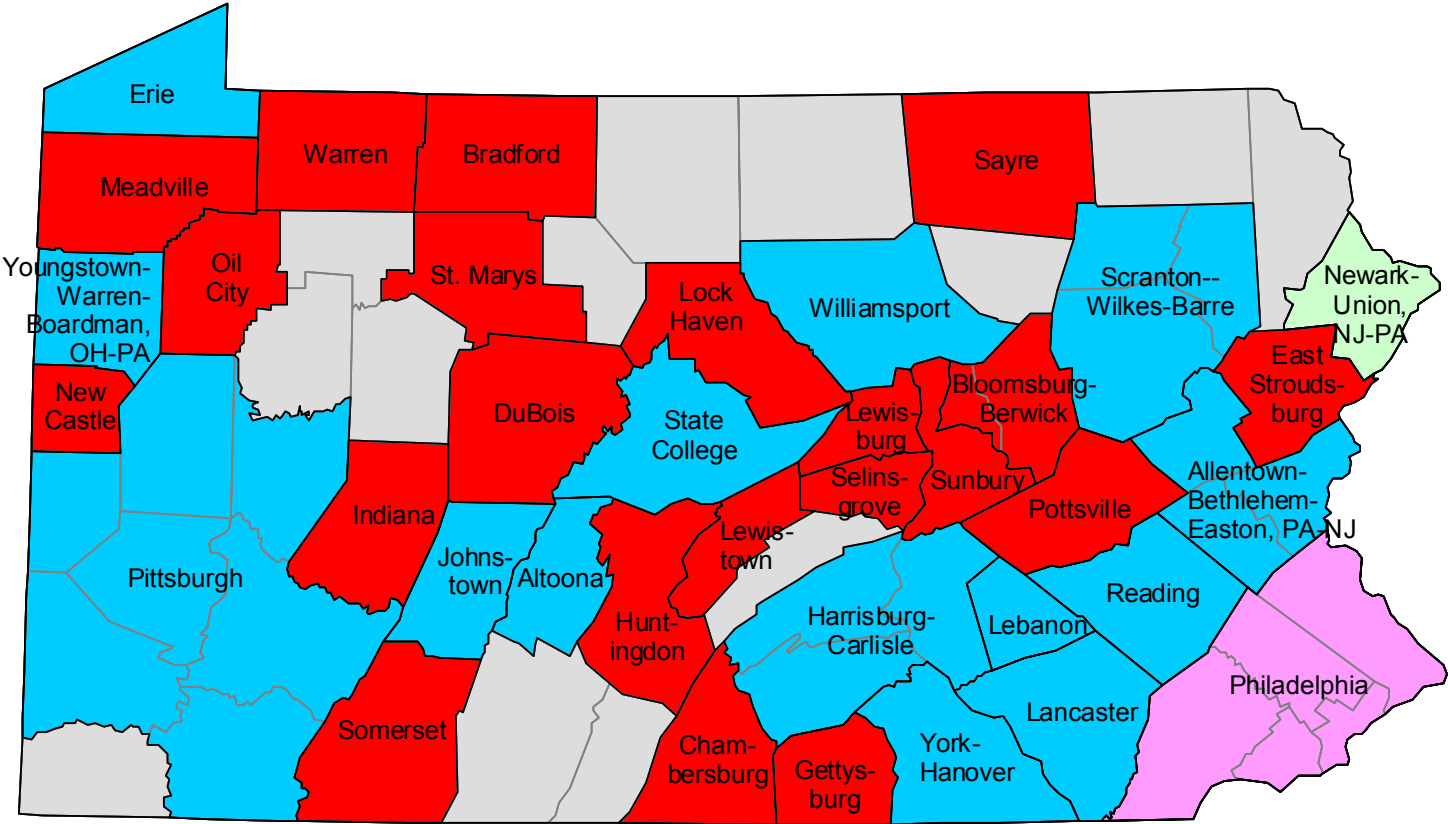 Erie
Warren
Bradford
Sayre
Meadville
Youngstown-
Warren-
Boardman,
OH-PA
Oil
City
St. Marys
Lock
Haven
Williamsport
Scranton--
Wilkes-Barre
Newark-
Union,
NJ-PA
New
Castle
DuBois
State
College
Lewis-
burg
Bloomsburg-
Berwick
East
Strouds-
burg
Indiana
Selins-
grove
Sunbury
Pottsville
Allentown-
Bethlehem-
Easton, PA-NJ
Pittsburgh
Johns-
town
Altoona
Lewis-
town
Hunt-
ingdon
Harrisburg-
Carlisle
Lebanon
Reading
Somerset
Cham-
bersburg
Gettys-
burg
York-
Hanover
Lancaster
Philadelphia